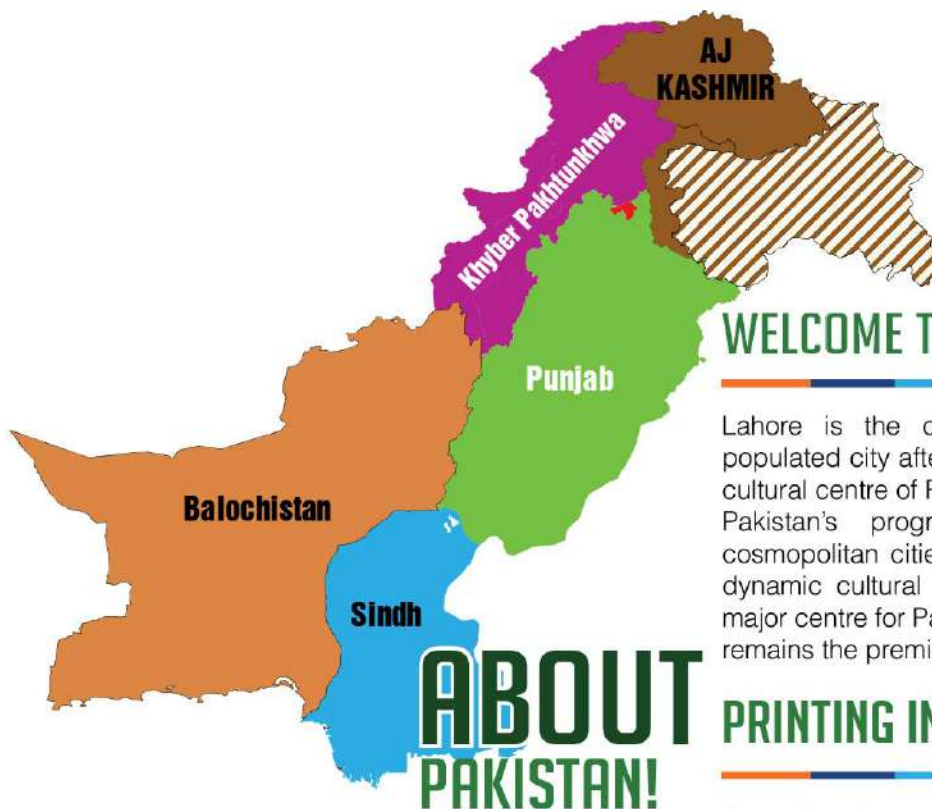 AJ
KASHMIR
Khyber Pakhtunkhwa
Punjab
Balochistan
Sindh
ABOUT
PAKISTAN!
WELCOME T
Lahore is the c
populated city afte
cultural centre of P
Pakistan's progr
cosmopolitan citie
dynamic cultural
major centre for Pa
remains the premi
PRINTING IN